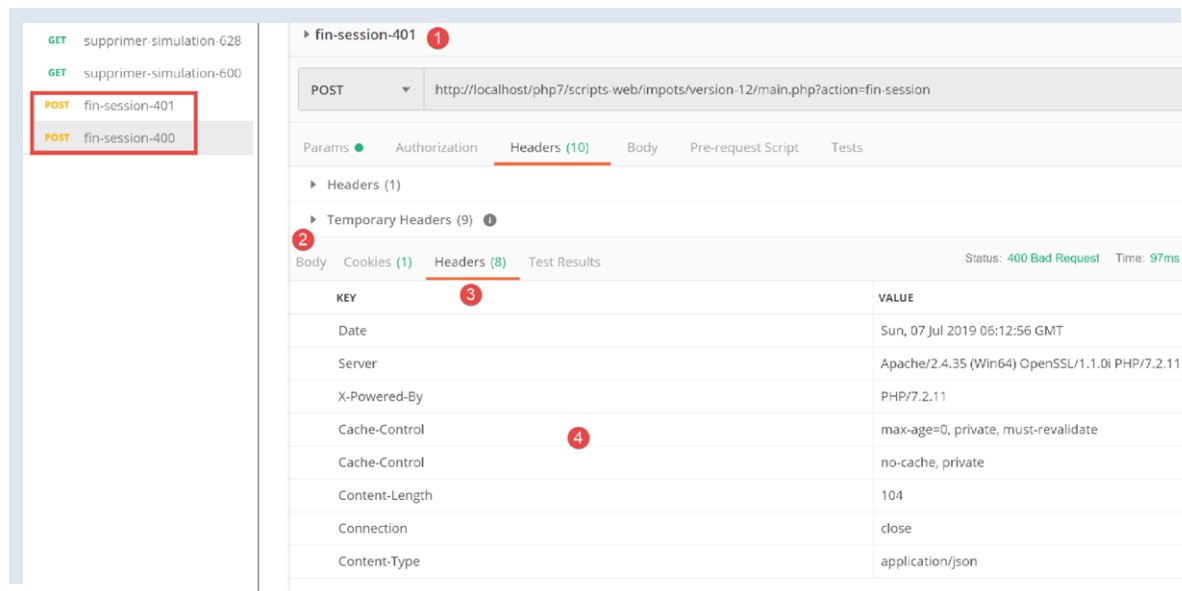 GET supprimer-simulation-628
GET supprimer-simulation-600
POST fin-session-401
POST fin-session-400
fin-session-401 1
POST http://localhost/php7/scripts-web/impots/version-12/main.php?action=fin-session
Params Authorization Headers (10) Body Pre-request Script Tests
Headers (1)
Temporary Headers (9) i
2
Body Cookies (1) Headers (8) Test Results Status: 400 Bad Request Time: 97ms
3
KEY VALUE
Date Sun, 07 Jul 2019 06:12:56 GMT
Server Apache/2.4.35 (Win64) OpenSSL/1.1.0i PHP/7.2.11
X-Powered-By PHP/7.2.11
Cache-Control max-age=0, private, must-revalidate
4
Cache-Control no-cache, private
Content-Length 104
Connection close
Content-Type application/json